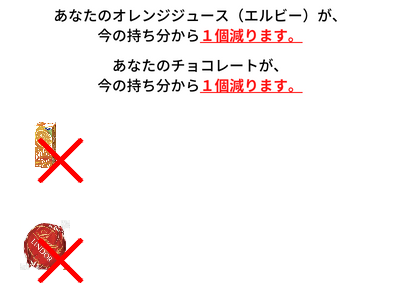 あなたのオレンジジュース（エルビー）が、
今の持ち分から１個減ります。
あなたのチョコレートが、
今の持ち分から１個減ります。
LINDOR